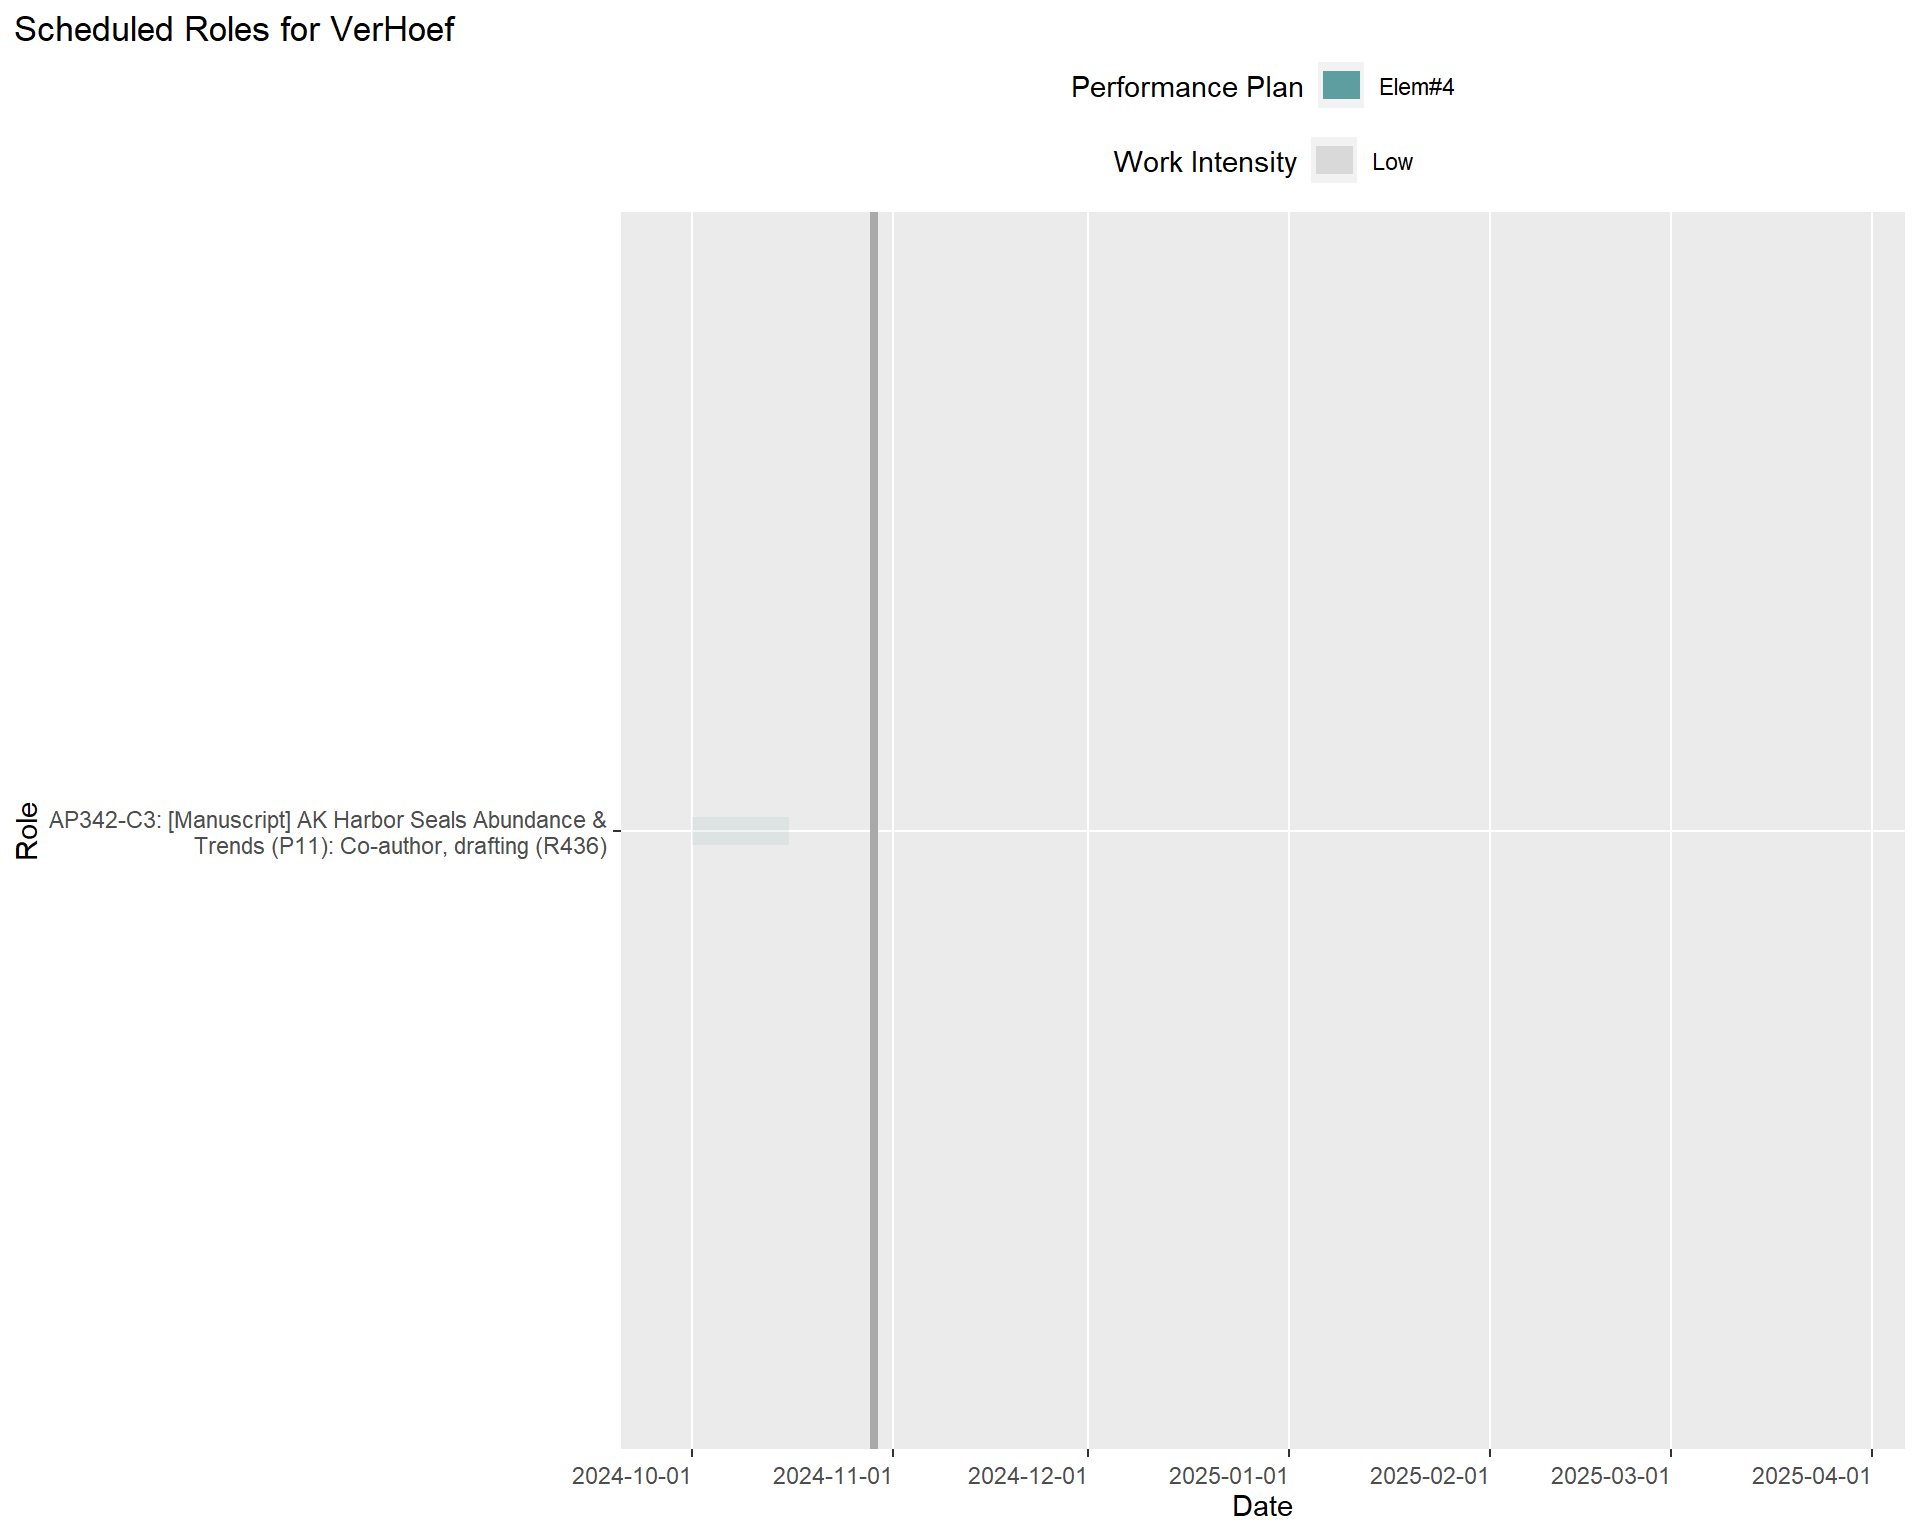 Scheduled Roles for VerHoef
Performance Plan
Elem#4
Work Intensity
Low
Role
AP342-C3: [Manuscript] AK Harbor Seals Abundance &
Trends (P11): Co-author, drafting (R436)
2024-10-01
2024-11-01
2024-12-01
2025-01-01
2025-02-01
2025-03-01
2025-04-01
Date